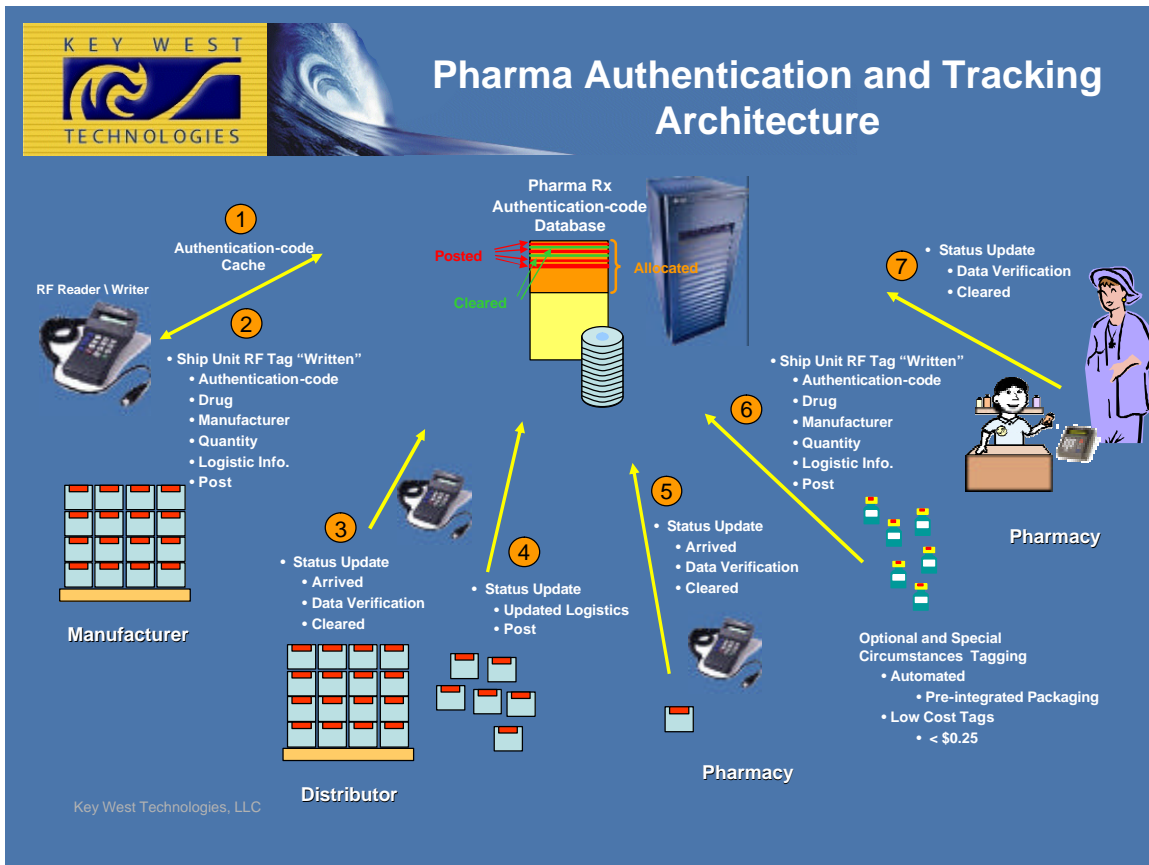 KEY WEST
TECHNOLOGIES
Pharma Authentication and Tracking
Architecture
Pharma Rx
Authentication-code
Database
Posted
Allocated
Cleared
1
Authentication-code
Cache
RF Reader \ Writer
2
• Ship Unit RF Tag “Written”
• Authentication-code
• Drug
• Manufacturer
• Quantity
• Logistic Info.
• Post
Manufacturer
3
• Status Update
• Arrived
• Data Verification
• Cleared
Distributor
4
• Status Update
• Updated Logistics
• Post
5
• Status Update
• Arrived
• Data Verification
• Cleared
Pharmacy
6
• Ship Unit RF Tag “Written”
• Authentication-code
• Drug
• Manufacturer
• Quantity
• Logistic Info.
• Post
7
• Status Update
• Data Verification
• Cleared
Pharmacy
Optional and Special
Circumstances Tagging
• Automated
• Pre-integrated Packaging
• Low Cost Tags
• < $0.25
Key West Technologies, LLC